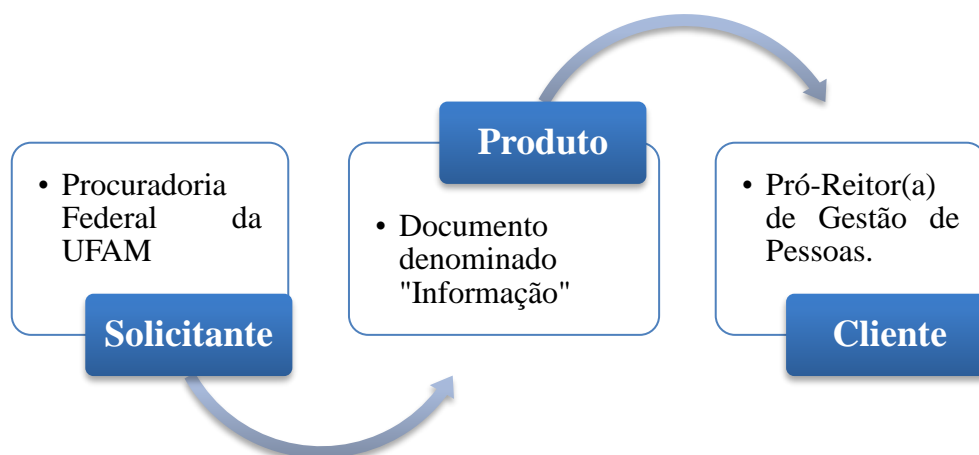 • Procuradoria
Federal da
UFAM
Solicitante
Produto
• Documento
denominado
"Informação"
• Pró-Reitor(a)
de Gestão de
Pessoas.
Cliente